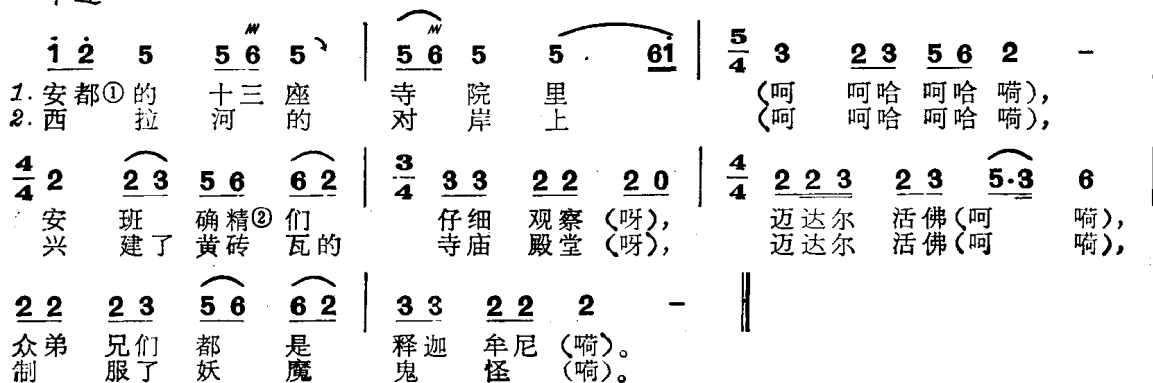 1̇ 2̇ 5 5 6 5 | 5 6 5 5 · 6 1̇ | 5/4 3 2 3 5 6 2 -
1. 安都①的 十三座 寺 院 里 (呵 呵哈 呵哈 嗬),
2. 西 拉 河 的 对 岸 上 (呵 呵哈 呵哈 嗬),
4/4 2 2 3 5 6 6 2 | 3/4 3 3 2 2 2 0 | 4/4 2 2 3 2 3 5·3 6
安 班 确精②们 仔细 观察 (呀), 迈达尔 活佛(呵 嗬),
兴 建了 黄砖 瓦的 寺庙 殿堂 (呀), 迈达尔 活佛(呵 嗬),
2 2 2 3 5 6 6 2 | 3 3 2 2 2 -
众弟 兄们 都 是 释迦 牟尼 (嗬)。
制 服了 妖 魔 鬼 怪 (嗬)。